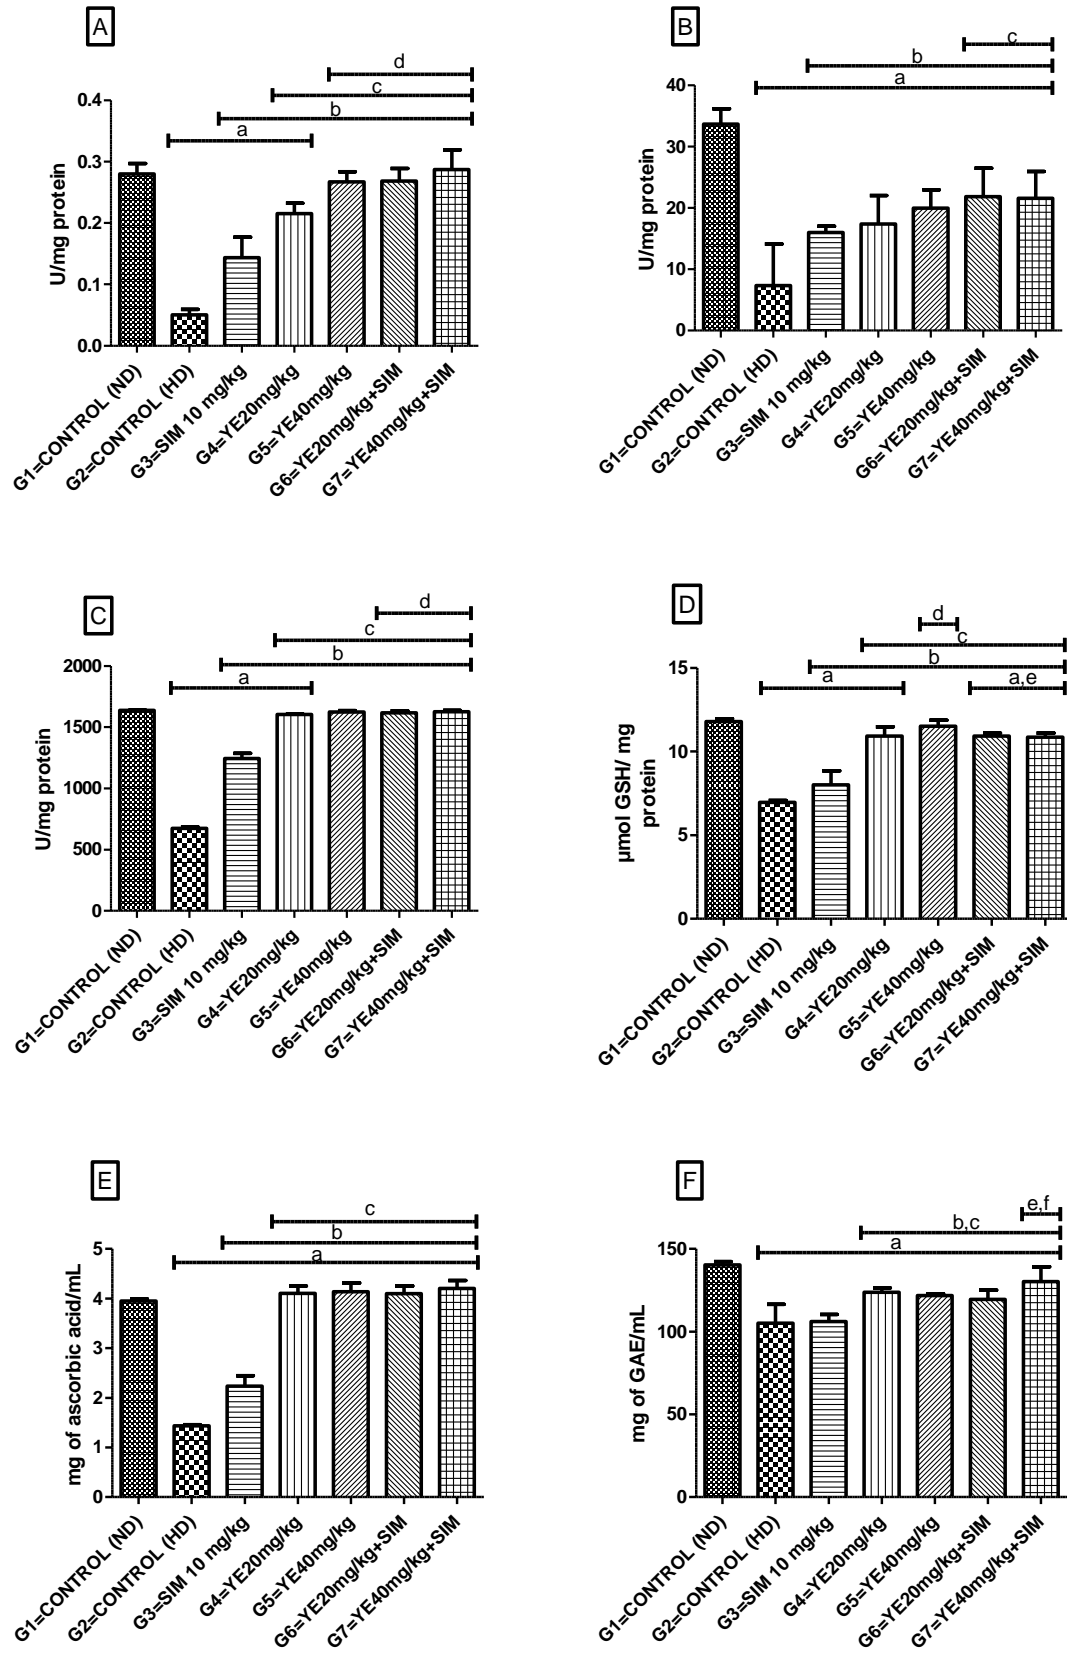 A
d
c
b
a
0.4
0.3
0.2
0.1
0.0
U/mg protein
G1=CONTROL (ND)
G2=CONTROL (HD)
G3=SIM 10 mg/kg
G4=YE20mg/kg
G5=YE40mg/kg
G6=YE20mg/kg+SIM
G7=YE40mg/kg+SIM
B
c
b
a
40
30
20
10
0
U/mg protein
G1=CONTROL (ND)
G2=CONTROL (HD)
G3=SIM 10 mg/kg
G4=YE20mg/kg
G5=YE40mg/kg
G6=YE20mg/kg+SIM
G7=YE40mg/kg+SIM
C
d
c
b
a
2000
1500
1000
500
0
U/mg protein
G1=CONTROL (ND)
G2=CONTROL (HD)
G3=SIM 10 mg/kg
G4=YE20mg/kg
G5=YE40mg/kg
G6=YE20mg/kg+SIM
G7=YE40mg/kg+SIM
D
d
c
b
a
a,e
15
10
5
0
µmol GSH/ mg
protein
G1=CONTROL (ND)
G2=CONTROL (HD)
G3=SIM 10 mg/kg
G4=YE20mg/kg
G5=YE40mg/kg
G6=YE20mg/kg+SIM
G7=YE40mg/kg+SIM
E
c
b
a
5
4
3
2
1
0
mg of ascorbic acid/mL
G1=CONTROL (ND)
G2=CONTROL (HD)
G3=SIM 10 mg/kg
G4=YE20mg/kg
G5=YE40mg/kg
G6=YE20mg/kg+SIM
G7=YE40mg/kg+SIM
F
e,f
b,c
a
150
100
50
0
mg of GAE/mL
G1=CONTROL (ND)
G2=CONTROL (HD)
G3=SIM 10 mg/kg
G4=YE20mg/kg
G5=YE40mg/kg
G6=YE20mg/kg+SIM
G7=YE40mg/kg+SIM